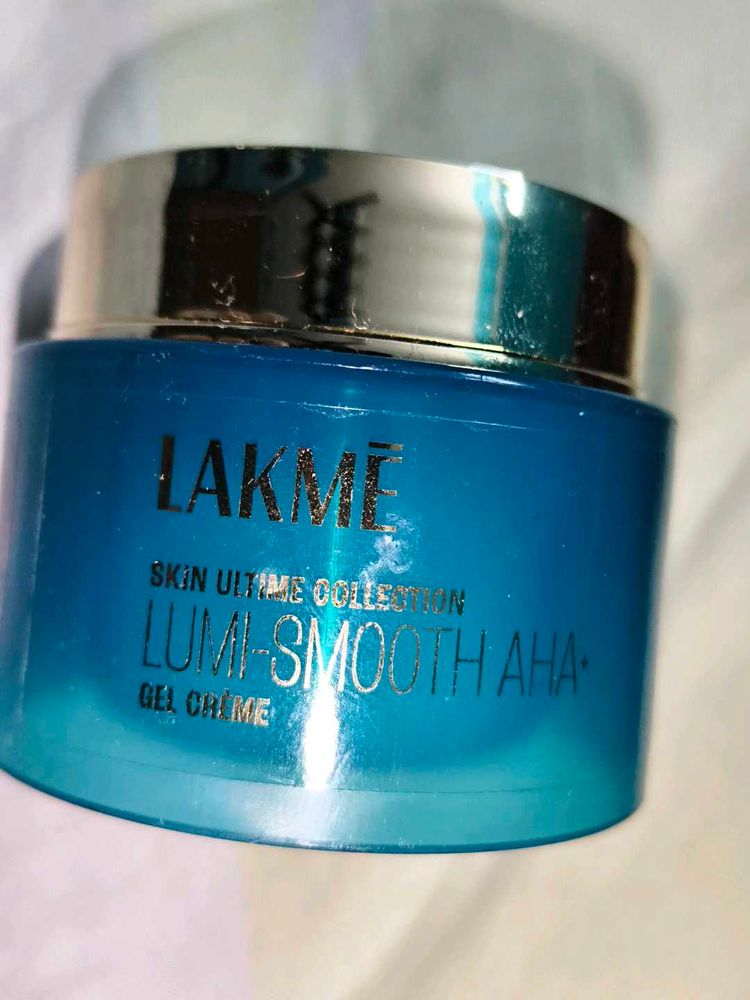 LAKMĒ
SKIN ULTIME COLLECTION
LUMI-SMOOTH AHA+
GEL CRÈME